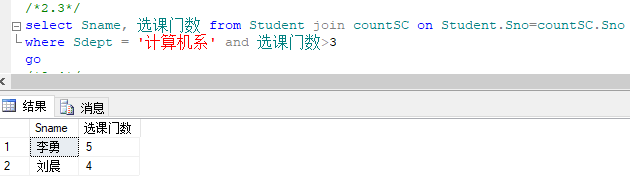 /*2.3*/
select Sname, 选课门数 from Student join countSC on Student.Sno=countSC.Sno
where Sdept = '计算机系' and 选课门数>3
go
结果 消息
Sname 选课门数
1 李勇 5
2 刘晨 4